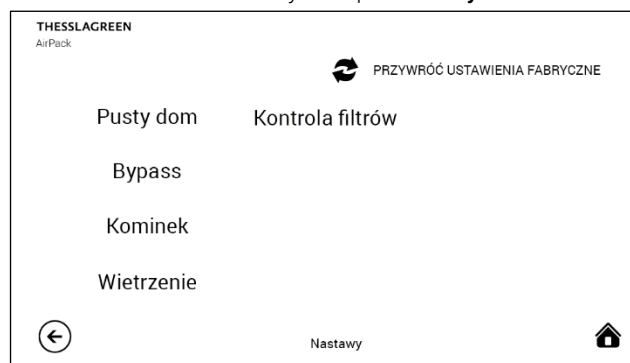 THESSLAGREEN
AirPack
PRZYWRÓĆ USTAWIENIA FABRYCZNE
Pusty dom
Kontrola filtrów
Bypass
Kominek
Wietrzenie
Nastawy